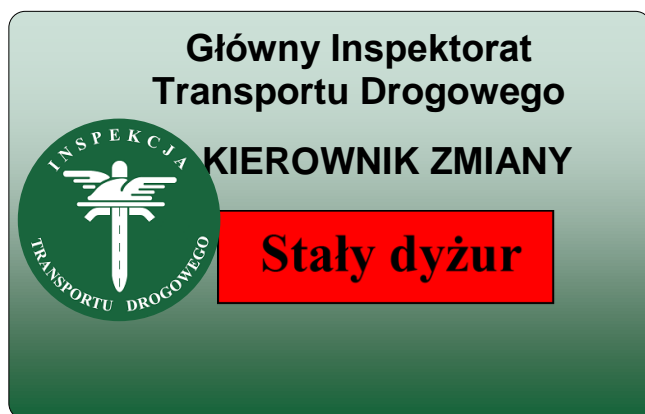 Główny Inspektorat
Transportu Drogowego
KIEROWNIK ZMIANY
INSPEKCJA
TRANSPORTU DROGOWEGO
Stały dyżur